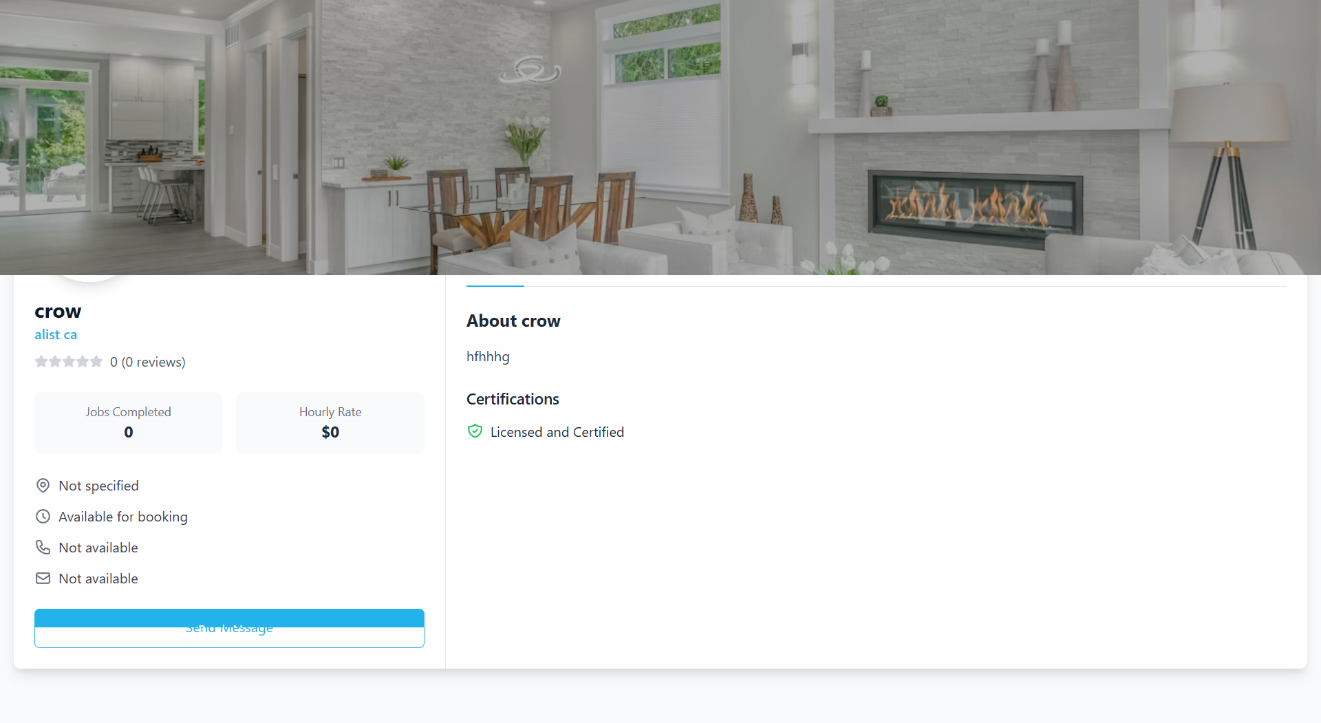 crow
alist ca
0 (0 reviews)
Jobs Completed
0
Hourly Rate
$0
Not specified
Available for booking
Not available
Not available
Send Message
About crow
hfhhhg
Certifications
Licensed and Certified